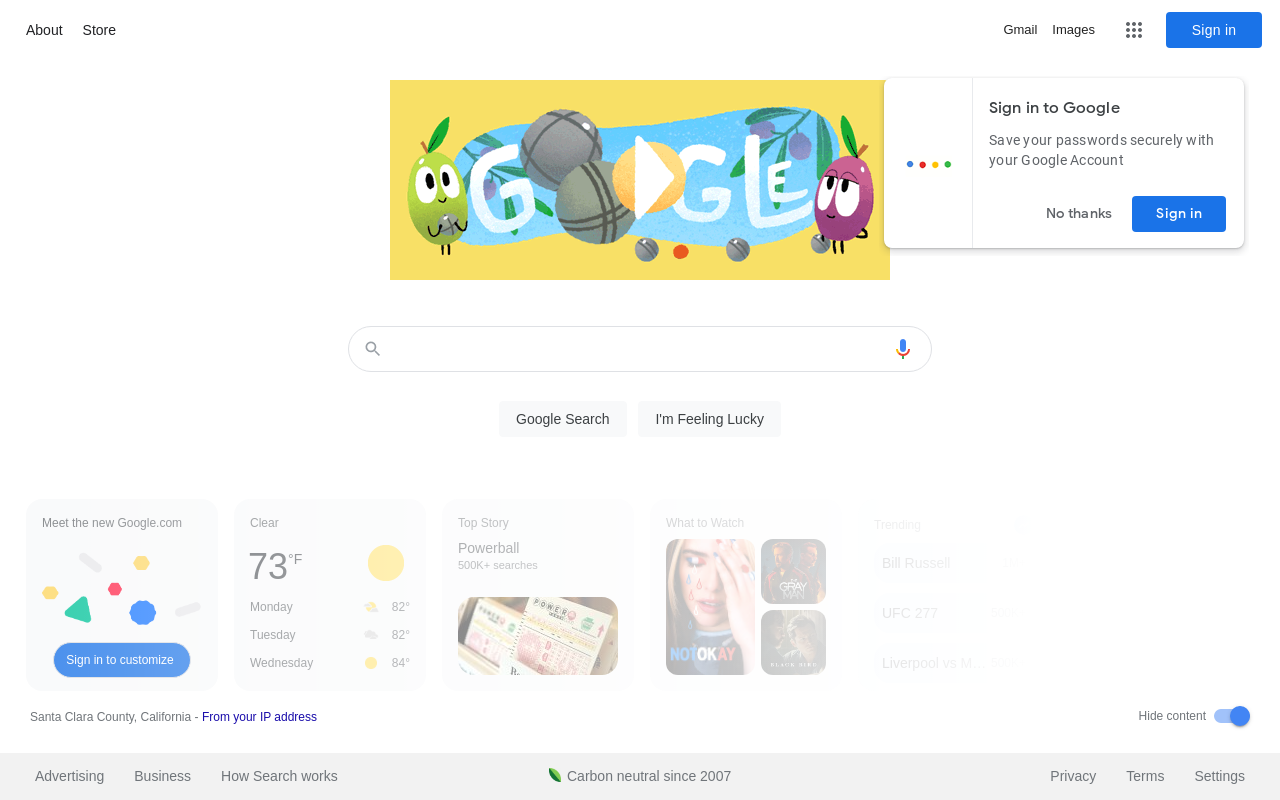 About Store
Gmail Images
Sign in
Sign in to Google
Save your passwords securely with
your Google Account
No thanks
Sign in
Google Search
I'm Feeling Lucky
Meet the new Google.com
Sign in to customize
Clear
73°F
Monday 82°
Tuesday 82°
Wednesday 84°
Top Story
Powerball
500K+ searches
POWER
What to Watch
NOT OKAY
THE GRAY MAN
BLACK BIRD
Trending
Bill Russell
UFC 277
Liverpool vs M...
Santa Clara County, California - From your IP address
Hide content
Advertising Business How Search works
Carbon neutral since 2007
Privacy Terms Settings